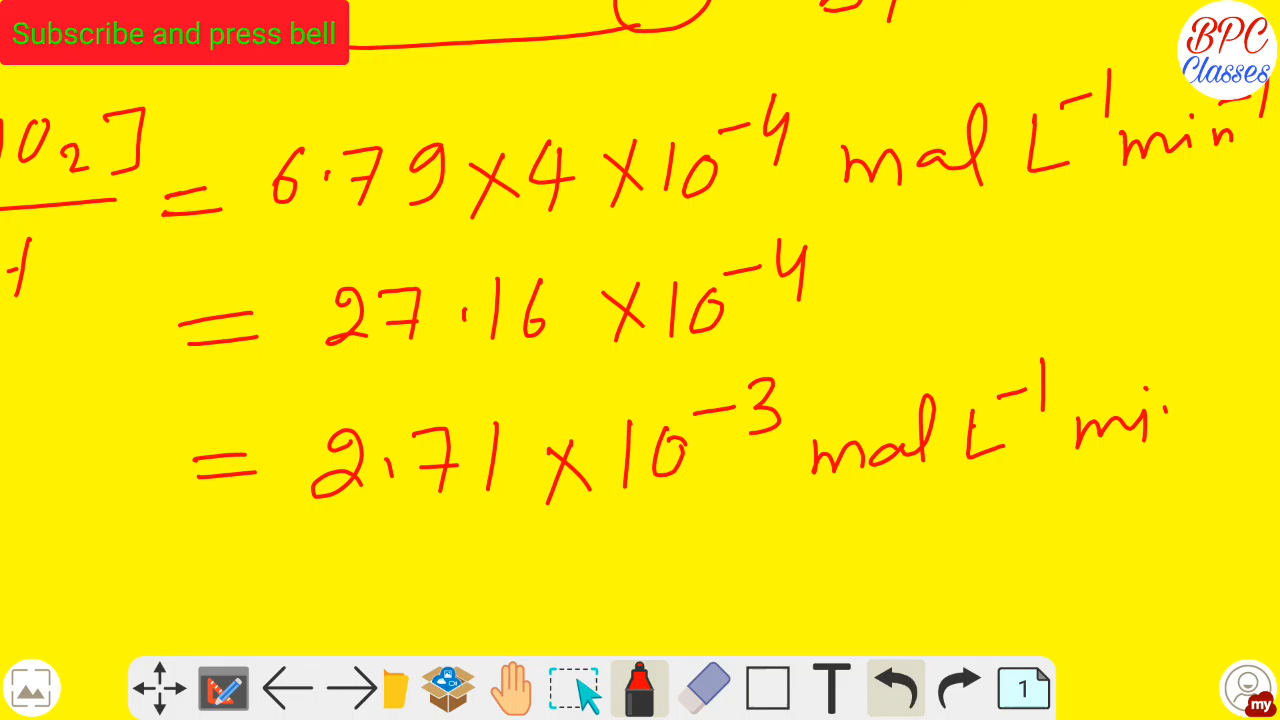 Subscribe and press bell
BPC
Classes
O₂] = 6.79 × 4 × 10⁻⁴ mol L⁻¹ min⁻¹
= 27.16 × 10⁻⁴
= 2.71 × 10⁻³ mol L⁻¹ mi
T
1
my